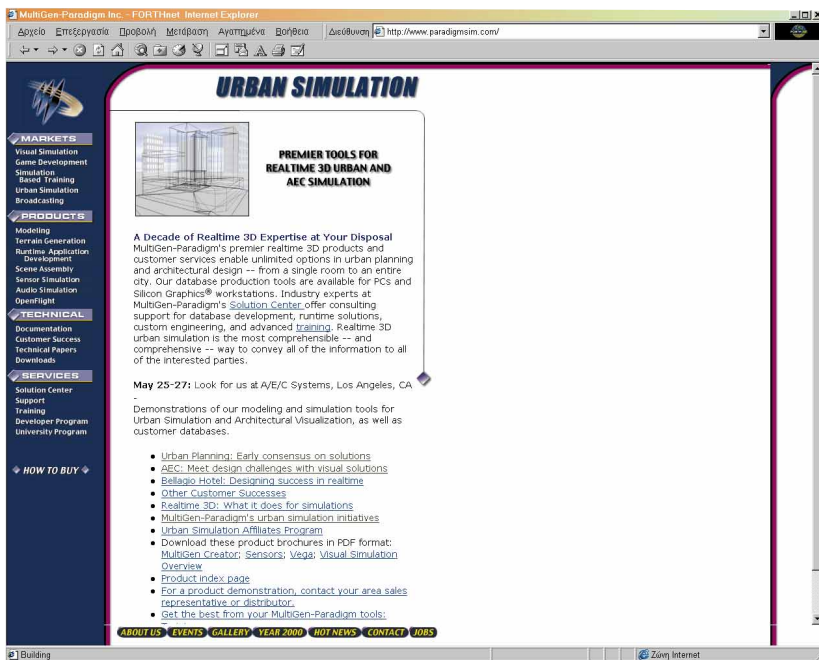 MultiGen-Paradigm Inc. - FORTHnet Internet Explorer
Αρχείο Επεξεργασία Προβολή Μετάβαση Αγαπημένα Βοήθεια Διεύθυνση http://www.paradigmsim.com/
URBAN SIMULATION
MARKETS
Visual Simulation
Game Development
Simulation
Based Training
Urban Simulation
Broadcasting
PRODUCTS
Modeling
Terrain Generation
Runtime Application
Development
Scene Assembly
Sensor Simulation
Audio Simulation
OpenFlight
TECHNICAL
Documentation
Customer Success
Technical Papers
Downloads
SERVICES
Solution Center
Support
Training
Developer Program
University Program
HOW TO BUY
PREMIER TOOLS FOR
REALTIME 3D URBAN AND
AEC SIMULATION
A Decade of Realtime 3D Expertise at Your Disposal
MultiGen-Paradigm's premier realtime 3D products and
customer services enable unlimited options in urban planning
and architectural design -- from a single room to an entire
city. Our database production tools are available for PCs and
Silicon Graphics® workstations. Industry experts at
MultiGen-Paradigm's Solution Center offer consulting
support for database development, runtime solutions,
custom engineering, and advanced training. Realtime 3D
urban simulation is the most comprehensible -- and
comprehensive -- way to convey all of the information to all
of the interested parties.
May 25-27: Look for us at A/E/C Systems, Los Angeles, CA
-
Demonstrations of our modeling and simulation tools for
Urban Simulation and Architectural Visualization, as well as
customer databases.
• Urban Planning: Early consensus on solutions
• AEC: Meet design challenges with visual solutions
• Bellagio Hotel: Designing success in realtime
• Other Customer Successes
• Realtime 3D: What it does for simulations
• MultiGen-Paradigm's urban simulation initiatives
• Urban Simulation Affiliates Program
• Download these product brochures in PDF format:
MultiGen Creator; Sensors; Vega; Visual Simulation
Overview
• Product index page
• For a product demonstration, contact your area sales
representative or distributor.
• Get the best from your MultiGen-Paradigm tools:
ABOUT US EVENTS GALLERY YEAR 2000 HOT NEWS CONTACT JOBS
Building Ζώνη Internet